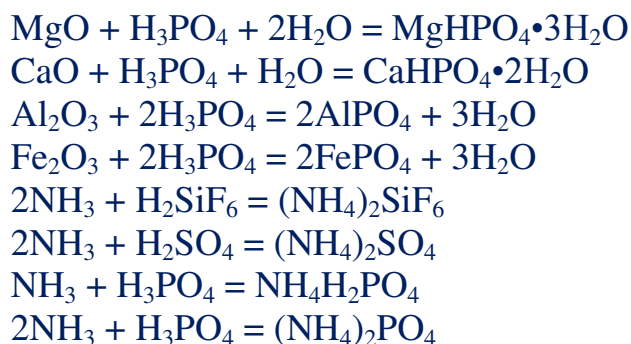 MgO + H₃PO₄ + 2H₂O = MgHPO₄•3H₂O
CaO + H₃PO₄ + H₂O = CaHPO₄•2H₂O
Al₂O₃ + 2H₃PO₄ = 2AlPO₄ + 3H₂O
Fe₂O₃ + 2H₃PO₄ = 2FePO₄ + 3H₂O
2NH₃ + H₂SiF₆ = (NH₄)₂SiF₆
2NH₃ + H₂SO₄ = (NH₄)₂SO₄
NH₃ + H₃PO₄ = NH₄H₂PO₄
2NH₃ + H₃PO₄ = (NH₄)₂PO₄